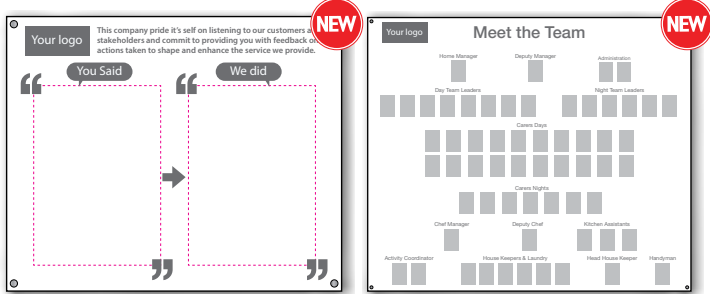 NEW
Your logo
This company pride it's self on listening to our customers
stakeholders and commit to providing you with feedback
actions taken to shape and enhance the service we provide.
You Said
We did
NEW
Your logo
Meet the Team
Home Manager
Deputy Manager
Administration
Day Team Leaders
Night Team Leaders
Carers Days
Carers Nights
Chef Manager
Deputy Chef
Kitchen Assistants
Activity Coordinator
House Keepers & Laundry
Head House Keeper
Handyman